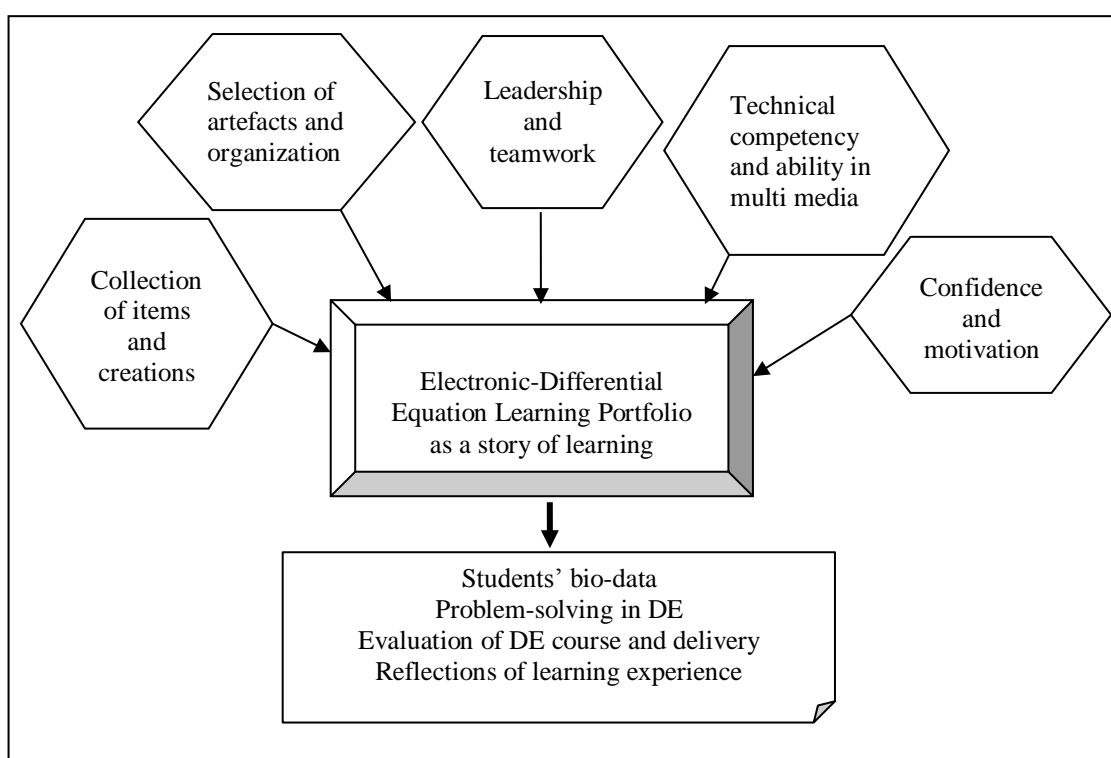 Selection of
artefacts and
organization
Leadership
and
teamwork
Technical
competency
and ability in
multi media
Collection
of items
and
creations
Confidence
and
motivation
Electronic-Differential
Equation Learning Portfolio
as a story of learning
Students’ bio-data
Problem-solving in DE
Evaluation of DE course and delivery
Reflections of learning experience